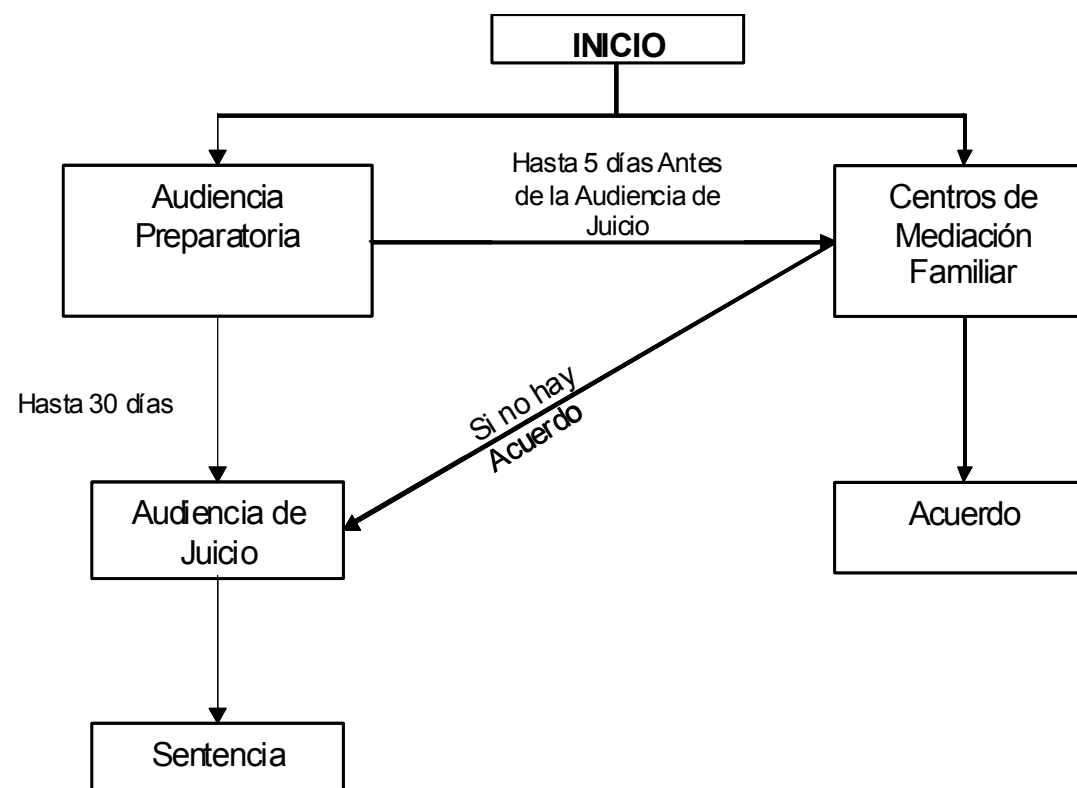 INICIO
Audiencia
Preparatoria
Hasta 5 días Antes
de la Audiencia de
Juicio
Centros de
Mediación
Familiar
Hasta 30 días
Si no hay
Acuerdo
Audiencia de
Juicio
Acuerdo
Sentencia